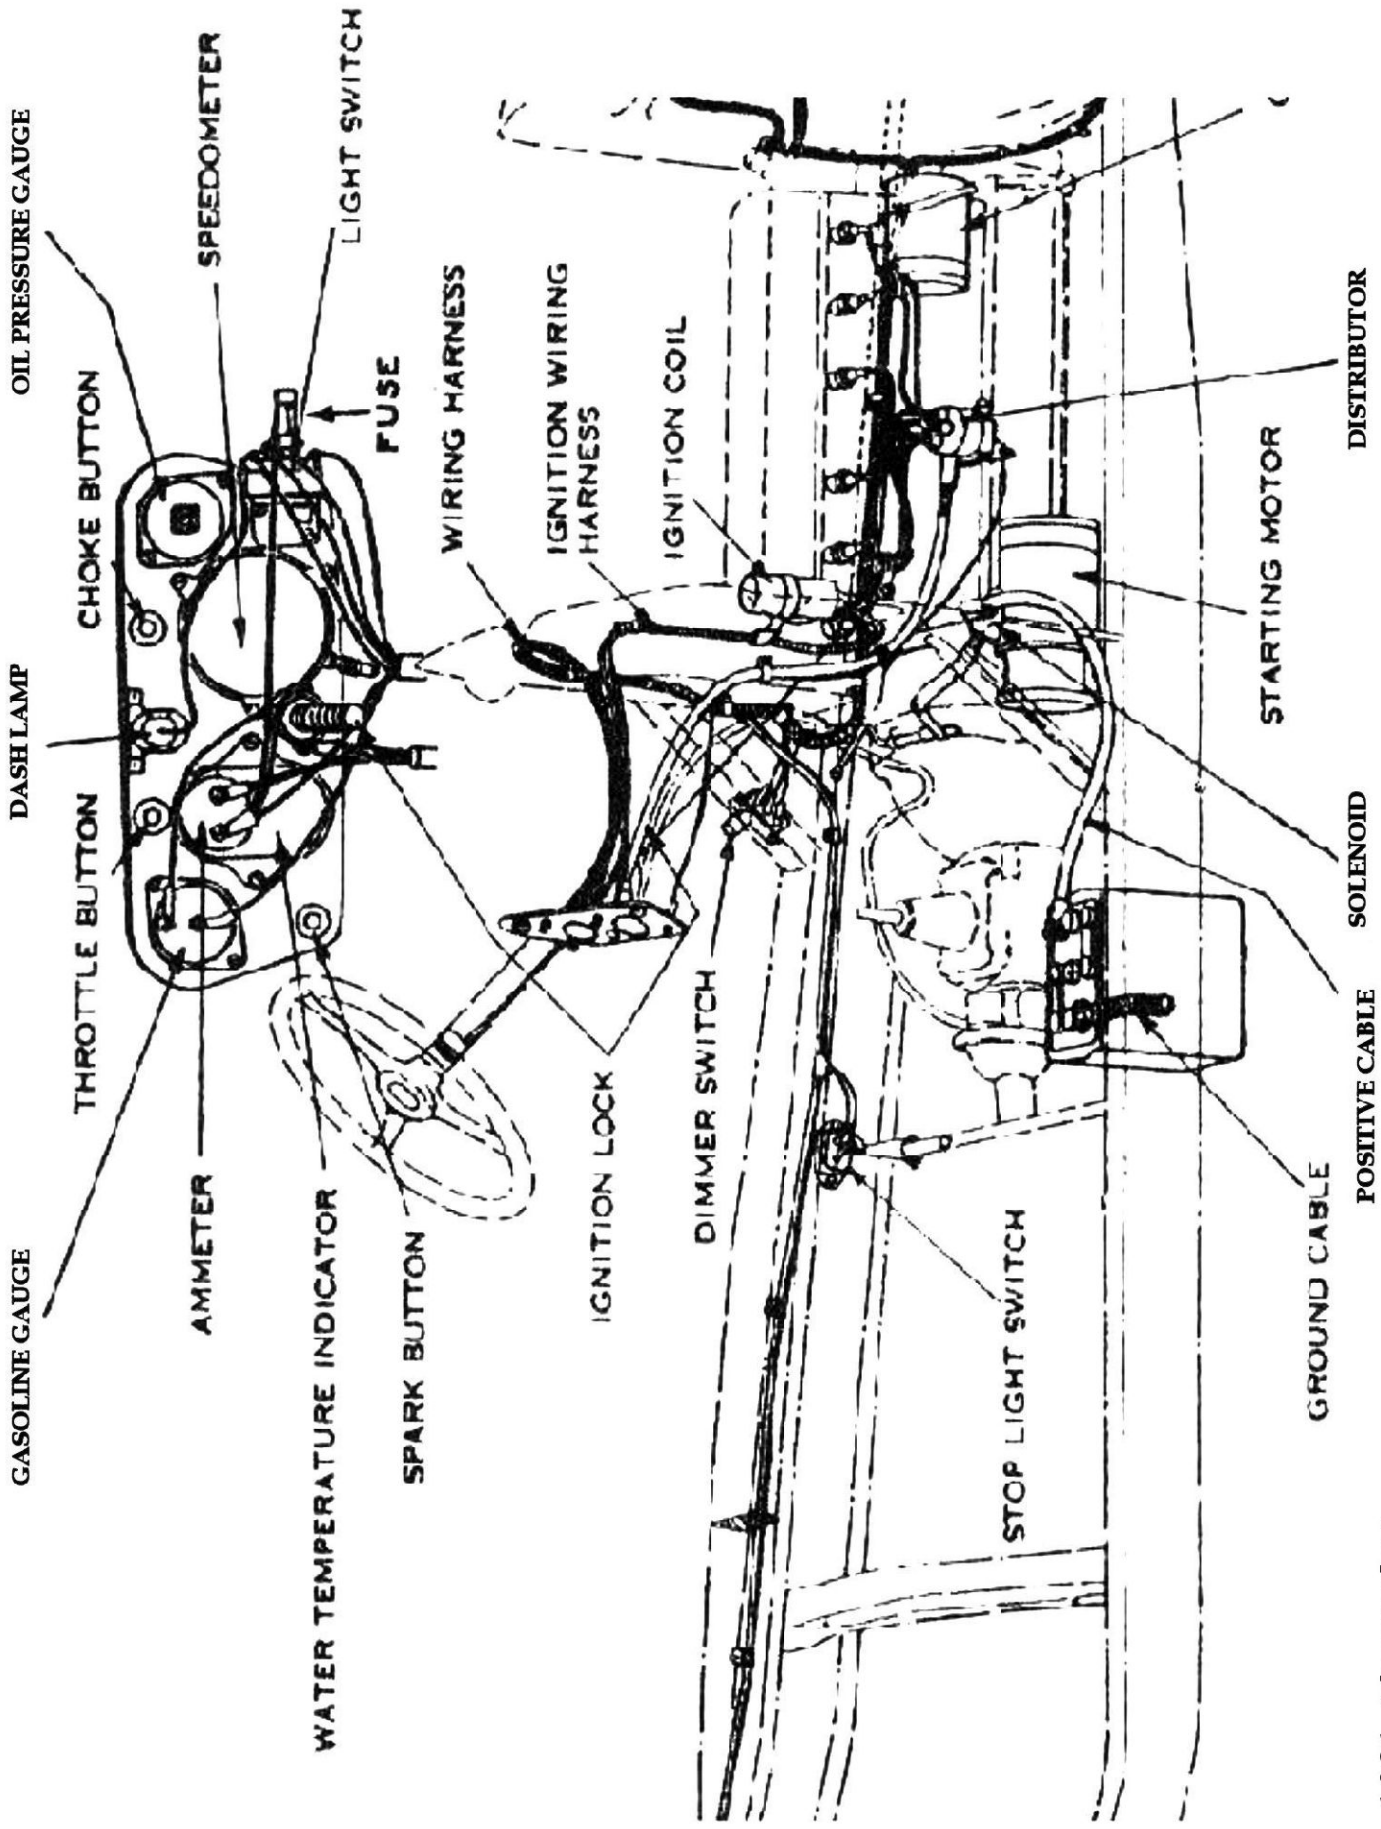 GASOLINE GAUGE
DASH LAMP
OIL PRESSURE GAUGE
THROTTLE BUTTON
CHOKE BUTTON
AMMETER
SPEEDOMETER
WATER TEMPERATURE INDICATOR
LIGHT SWITCH
SPARK BUTTON
FUSE
WIRING HARNESS
IGNITION WIRING
HARNESS
IGNITION LOCK
IGNITION COIL
DIMMER SWITCH
STOP LIGHT SWITCH
STARTING MOTOR
GROUND CABLE
POSITIVE CABLE
SOLENOID
DISTRIBUTOR